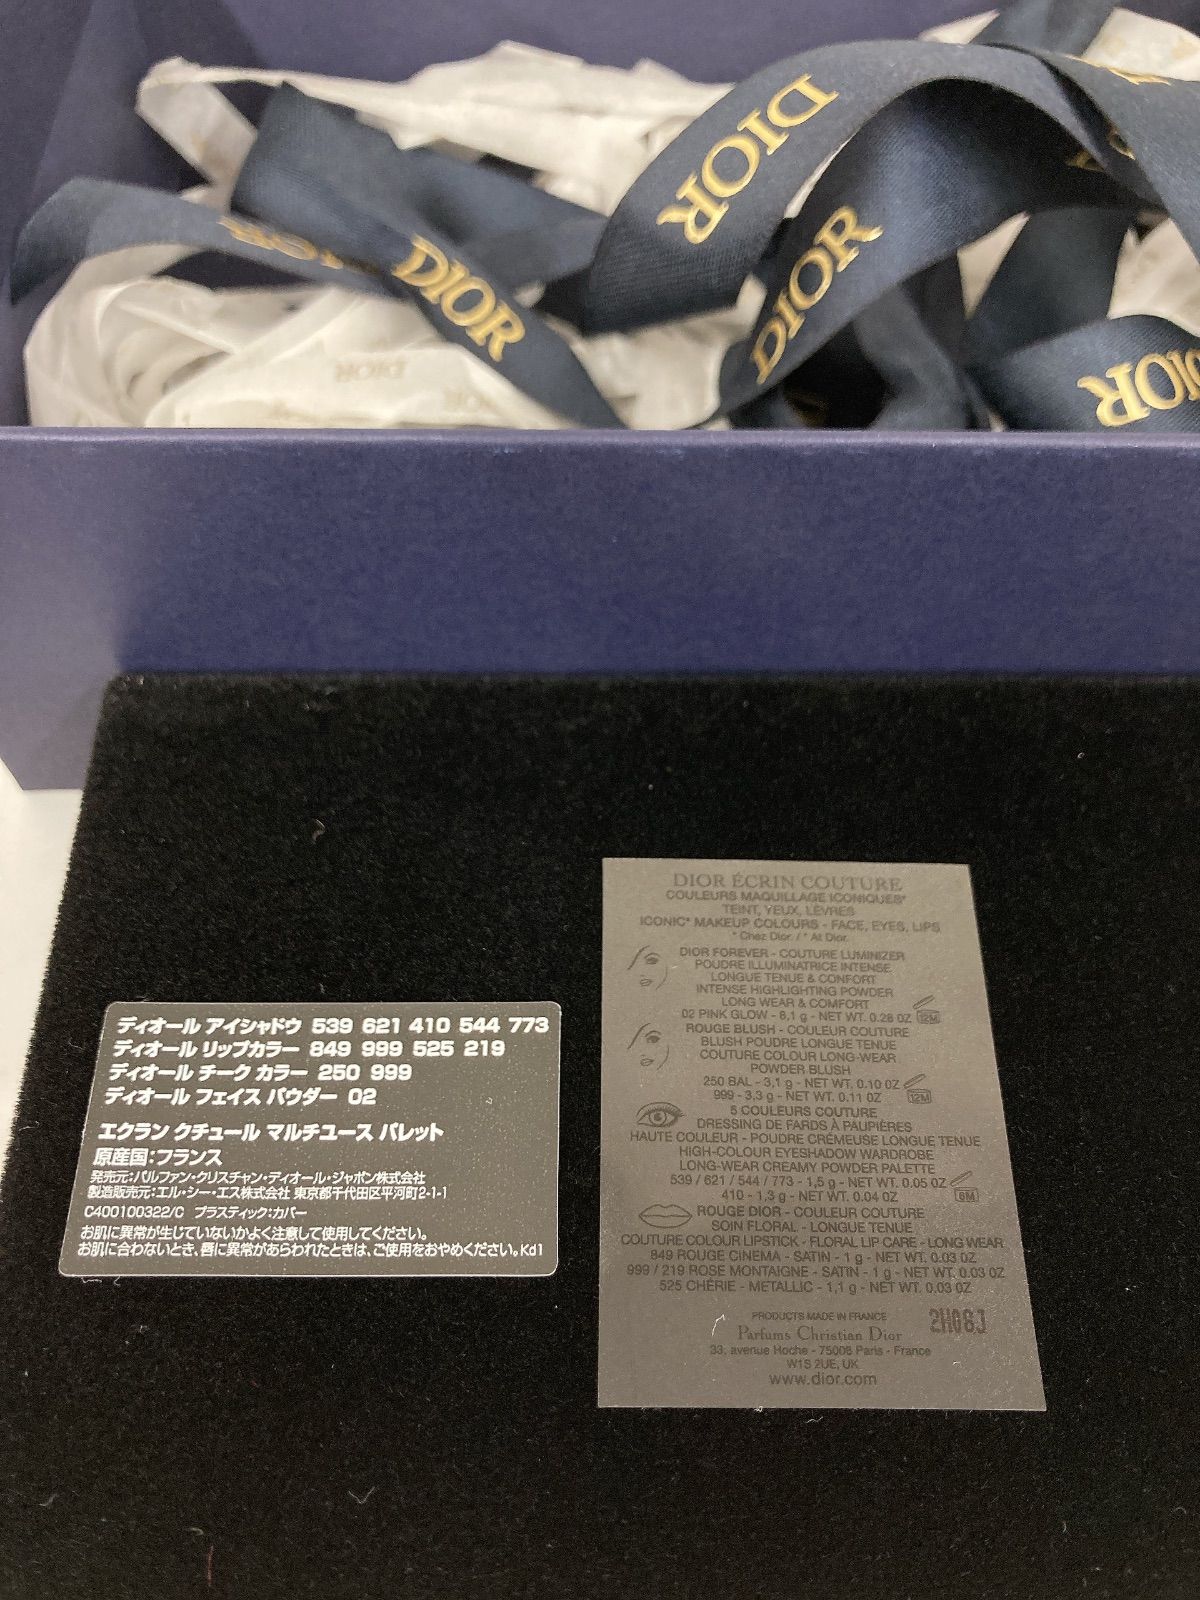 DIOR
DIOR
DIOR
DIOR
DIOR
DIOR
ディオール アイシャドウ 539 621 410 544 773
ディオール リップカラー 849 999 525 219
ディオール チーク カラー 250 999
ディオール フェイス パウダー 02
エクラン クチュール マルチユース パレット
原産国:フランス
発売元:パルファン・クリスチャン・ディオール・ジャポン株式会社
製造販売元:エル・シー・エス株式会社 東京都千代田区平河町2-1-1
C400100322/C プラスティック:カバー
お肌に異常が生じていないかよく注意して使用してください。
お肌に合わないとき、唇に異常があらわれたときは、ご使用をおやめください。Kd1
DIOR ÉCRIN COUTURE
COULEURS MAQUILLAGE ICONIQUES*
TEINT, YEUX, LÈVRES
ICONIC* MAKEUP COLOURS - FACE, EYES, LIPS
* Chez Dior. / * At Dior.
DIOR FOREVER - COUTURE LUMINIZER
POUDRE ILLUMINATRICE INTENSE
LONGUE TENUE & CONFORT
INTENSE HIGHLIGHTING POWDER
LONG WEAR & COMFORT
02 PINK GLOW - 8,1 g - NET WT. 0.28 OZ 12M
ROUGE BLUSH - COULEUR COUTURE
BLUSH POUDRE LONGUE TENUE
COUTURE COLOUR LONG-WEAR
POWDER BLUSH
250 BAL - 3,1 g - NET WT. 0.10 OZ
999 - 3,3 g - NET WT. 0.11 OZ 12M
5 COULEURS COUTURE
DRESSING DE FARDS À PAUPIÈRES
HAUTE COULEUR - POUDRE CRÉMEUSE LONGUE TENUE
HIGH-COLOUR EYESHADOW WARDROBE
LONG-WEAR CREAMY POWDER PALETTE
539 / 621 / 544 / 773 - 1,5 g - NET WT. 0.05 OZ
410 - 1,3 g - NET WT. 0.04 OZ 6M
ROUGE DIOR - COULEUR COUTURE
SOIN FLORAL - LONGUE TENUE
COUTURE COLOUR LIPSTICK - FLORAL LIP CARE - LONG WEAR
849 ROUGE CINEMA - SATIN - 1 g - NET WT. 0.03 OZ
999 / 219 ROSE MONTAIGNE - SATIN - 1 g - NET WT. 0.03 OZ
525 CHÉRIE - METALLIC - 1,1 g - NET WT. 0.03 OZ
PRODUCTS MADE IN FRANCE
2H08J
Parfums Christian Dior
33, avenue Hoche - 75008 Paris - France
W1S 2UE, UK
www.dior.com